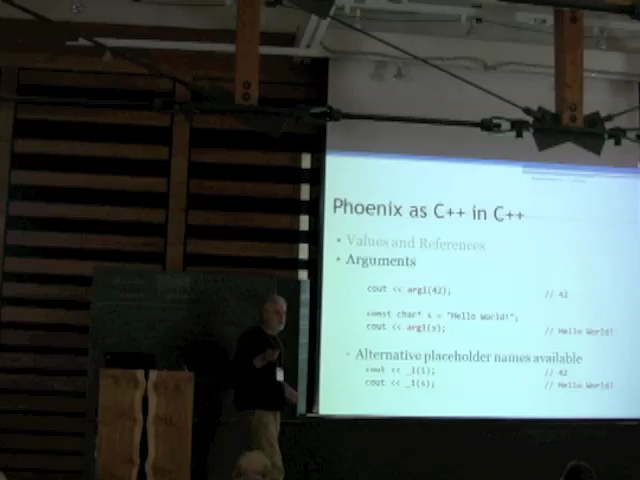 Phoenix as C++ in C++
• Values and References
• Arguments
cout << arg1(42); // 42
const char* s = "Hello World!";
cout << arg1(s); // Hello World!
• Alternative placeholder names available
cout << _1(i); // 42
cout << _1(s); // Hello World!